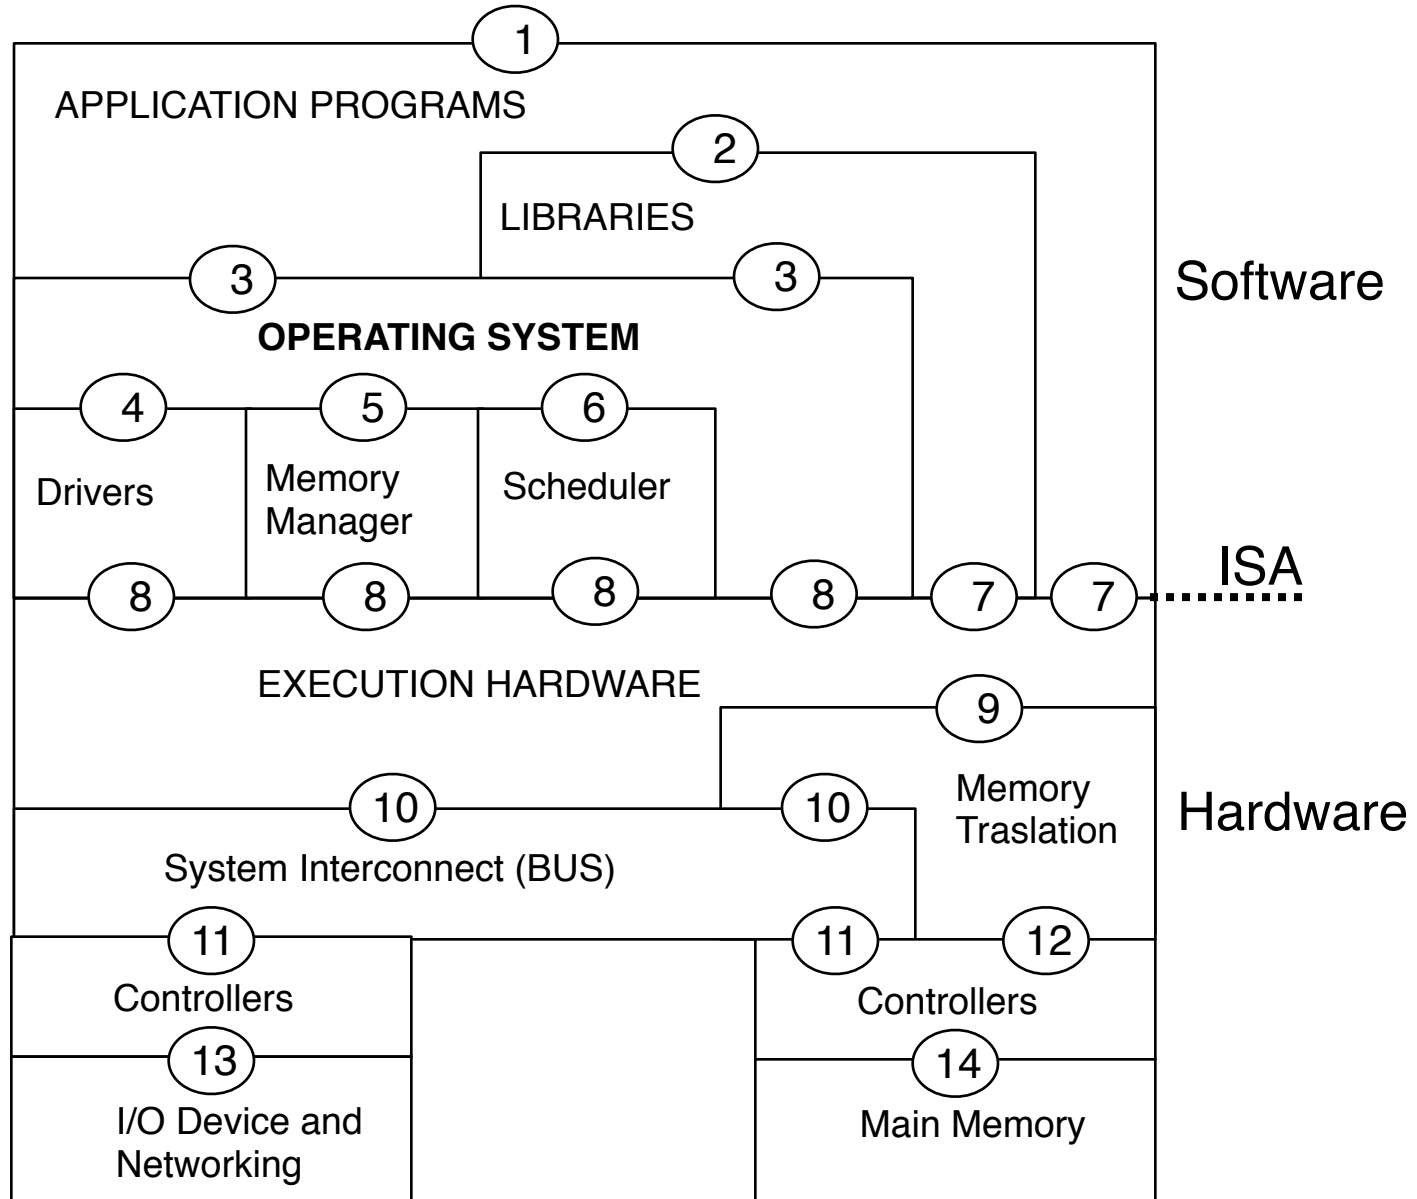 1
APPLICATION PROGRAMS
2
LIBRARIES
3
3
Software
OPERATING SYSTEM
4
5
6
Drivers
Memory
Manager
Scheduler
ISA
8
8
8
8
7
7
EXECUTION HARDWARE
9
10
10
Memory
Traslation
Hardware
System Interconnect (BUS)
11
11
12
Controllers
Controllers
13
14
I/O Device and
Networking
Main Memory